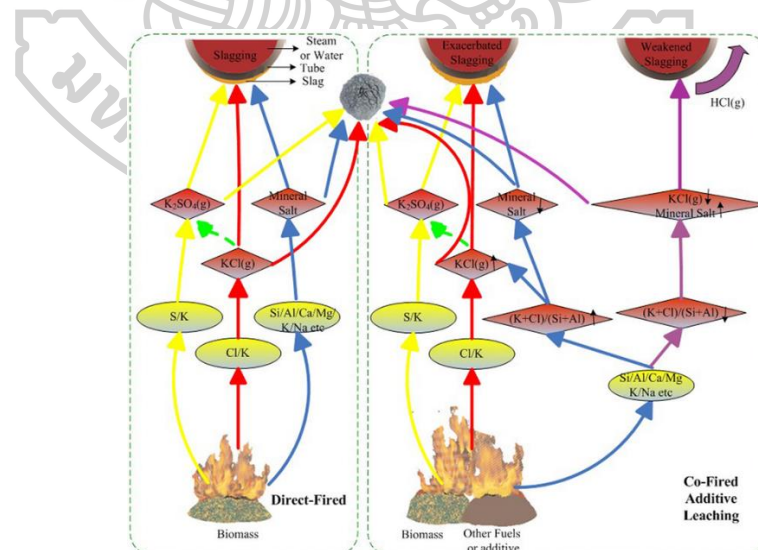 Slagging
Steam
or Water
Tube
Slag
K₂SO₄(g)
Mineral
Salt
KCl(g)
S/K
Si/Al/Ca/Mg/
K/Na etc
Cl/K
Direct-Fired
Biomass
Exacerbated
Slagging
Weakened
Slagging
HCl(g)
K₂SO₄(g)
Mineral
Salt
KCl(g)
Mineral Salt
KCl(g)
S/K
(K+Cl)/(Si+Al)
(K+Cl)/(Si+Al)
Cl/K
Si/Al/Ca/Mg
K/Na etc
Co-Fired
Additive
Leaching
Biomass
Other Fuels
or additive